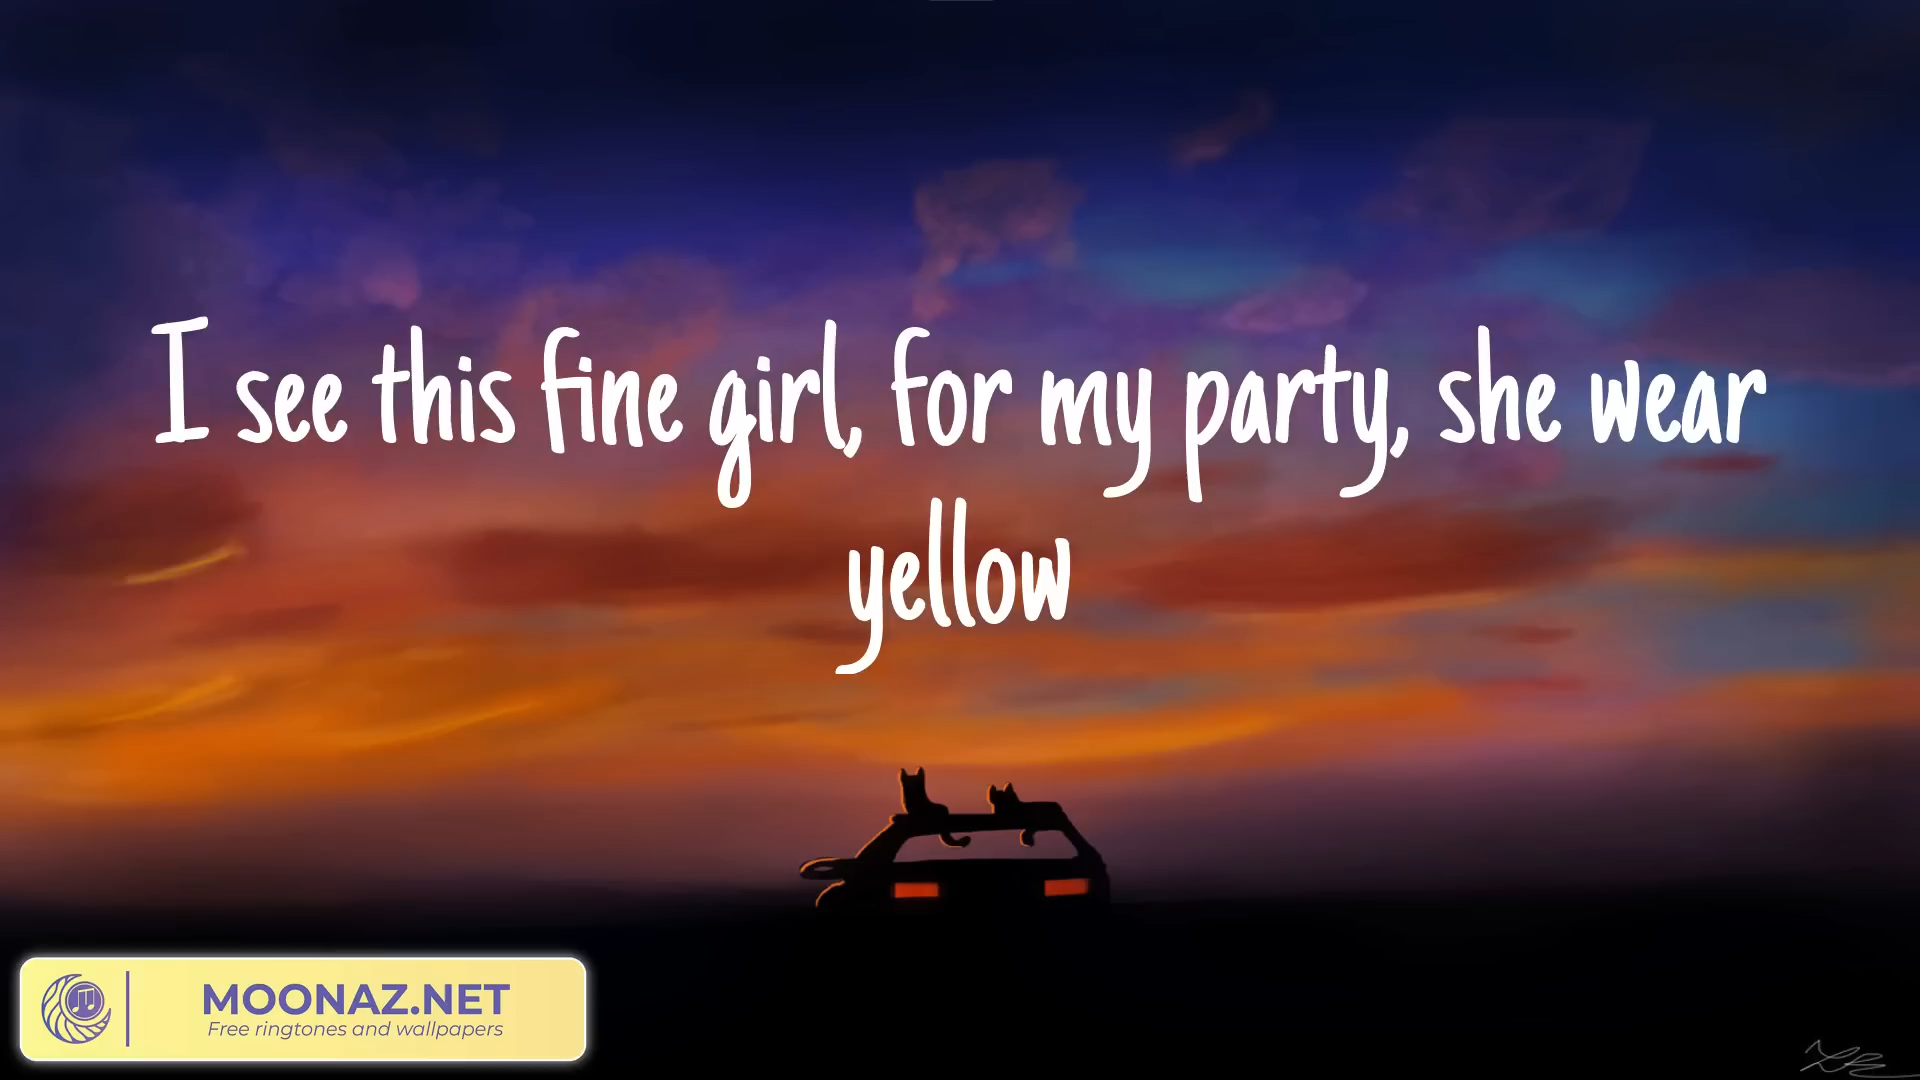 I see this fine girl, for my party, she wear
yellow
MOONAZ.NET
Free ringtones and wallpapers